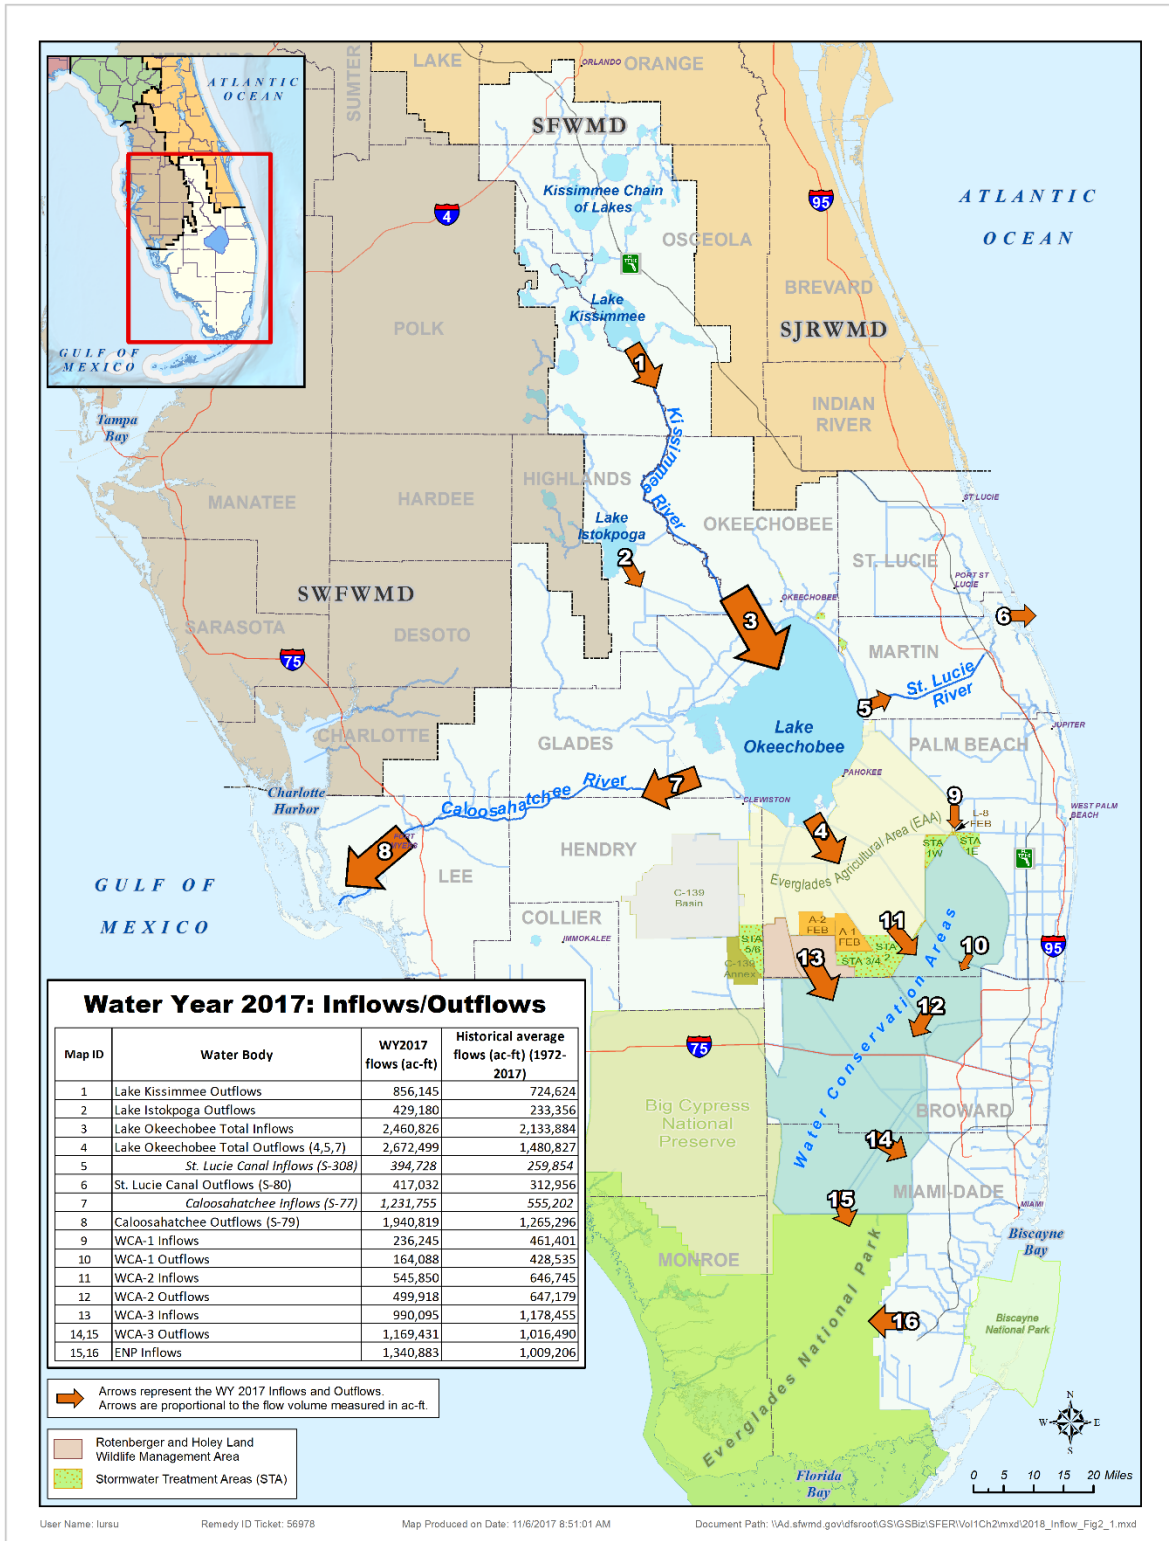 HERNANDO
SUMTER
LAKE
ORLANDO
ORANGE
ATLANTIC
OCEAN
GULF OF
MEXICO
SFWMD
Kissimmee Chain
of Lakes
4
95
ATLANTIC
OCEAN
OSCEOLA
BREVARD
SJRWMD
Lake
Kissimmee
POLK
1
INDIAN
RIVER
Tampa
Bay
Kissimmee
River
HIGHLANDS
MANATEE
HARDEE
Lake
Istokpoga
OKEECHOBEE
ST LUCIE
2
ST. LUCIE
PORT ST
LUCIE
SWFWMD
OKEECHOBEE
3
6
SARASOTA
DESOTO
75
MARTIN
St. Lucie
River
5
CHARLOTTE
GLADES
Lake
Okeechobee
PALM BEACH
JUPITER
PAHOKEE
7
Caloosahatchee River
Charlotte
Harbor
CLEWISTON
9
L-8
FEB
WEST PALM
BEACH
4
8
FORT
MYERS
Everglades Agricultural Area (EAA)
STA
1W
STA
1E
HENDRY
LEE
GULF OF
MEXICO
C-139
Basin
COLLIER
IMMOKALEE
A-2
FEB
A-1
FEB
11
STA
2
STA
5/6
STA 3/4
C-139
Annex
13
10
95
12
Water Conservation Areas
75
Big Cypress
National
Preserve
BROWARD
14
MIAMI-DADE
15
MIAMI
Biscayne
Bay
MONROE
Everglades National Park
16
Biscayne
National Park
Florida
Bay
Water Year 2017: Inflows/Outflows
Map ID Water Body WY2017 flows (ac-ft) Historical average flows (ac-ft) (1972-2017)
1 Lake Kissimmee Outflows 856,145 724,624
2 Lake Istokpoga Outflows 429,180 233,356
3 Lake Okeechobee Total Inflows 2,460,826 2,133,884
4 Lake Okeechobee Total Outflows (4,5,7) 2,672,499 1,480,827
5 St. Lucie Canal Inflows (S-308) 394,728 259,854
6 St. Lucie Canal Outflows (S-80) 417,032 312,956
7 Caloosahatchee Inflows (S-77) 1,231,755 555,202
8 Caloosahatchee Outflows (S-79) 1,940,819 1,265,296
9 WCA-1 Inflows 236,245 461,401
10 WCA-1 Outflows 164,088 428,535
11 WCA-2 Inflows 545,850 646,745
12 WCA-2 Outflows 499,918 647,179
13 WCA-3 Inflows 990,095 1,178,455
14,15 WCA-3 Outflows 1,169,431 1,016,490
15,16 ENP Inflows 1,340,883 1,009,206
Arrows represent the WY 2017 Inflows and Outflows.
Arrows are proportional to the flow volume measured in ac-ft.
Rotenberger and Holey Land
Wildlife Management Area
Stormwater Treatment Areas (STA)
N
W E
S
0 5 10 15 20 Miles
User Name: lursu Remedy ID Ticket: 56978 Map Produced on Date: 11/6/2017 8:51:01 AM Document Path: \\Ad.sfwmd.gov\dfsroot\GS\GSBiz\SFER\Vol1Ch2\mxd\2018_Inflow_Fig2_1.mxd